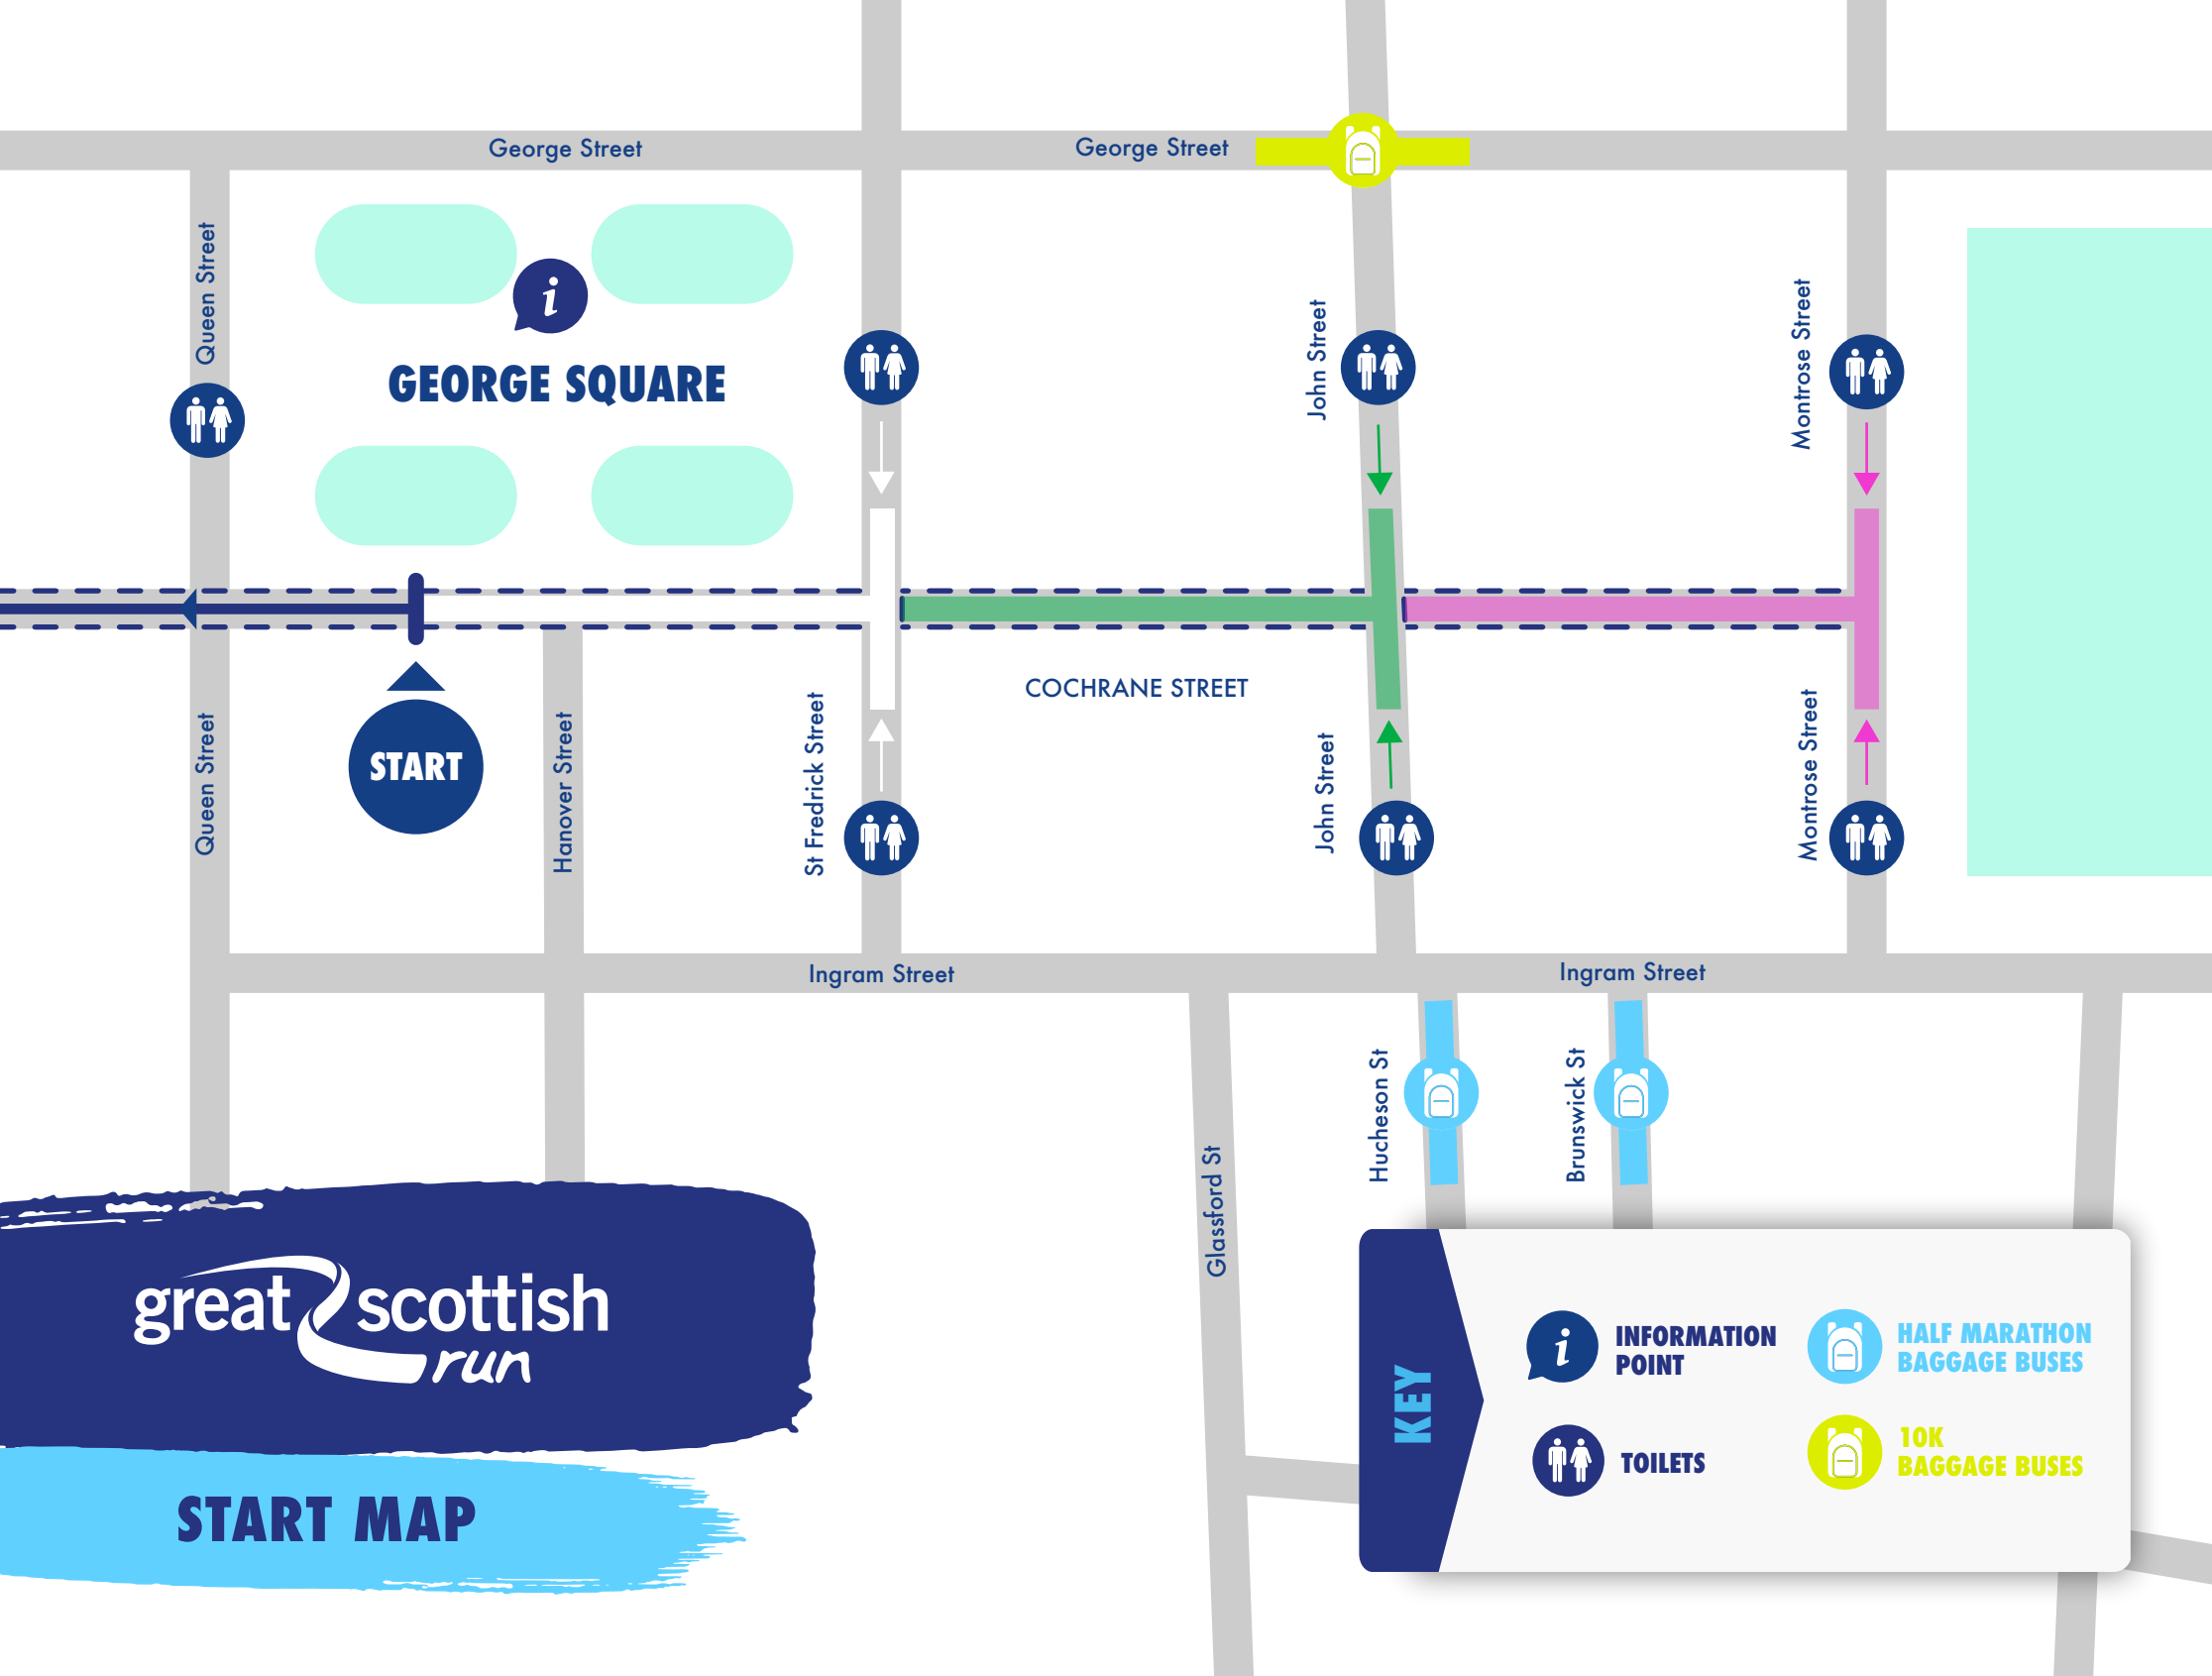 George Street
George Street
Queen Street
GEORGE SQUARE
John Street
Montrose Street
COCHRANE STREET
Queen Street
START
Hanover Street
St Fredrick Street
John Street
Montrose Street
Ingram Street
Ingram Street
Hucheson St
Brunswick St
Glassford St
great scottish
run
START MAP
KEY
INFORMATION
POINT
HALF MARATHON
BAGGAGE BUSES
TOILETS
10K
BAGGAGE BUSES